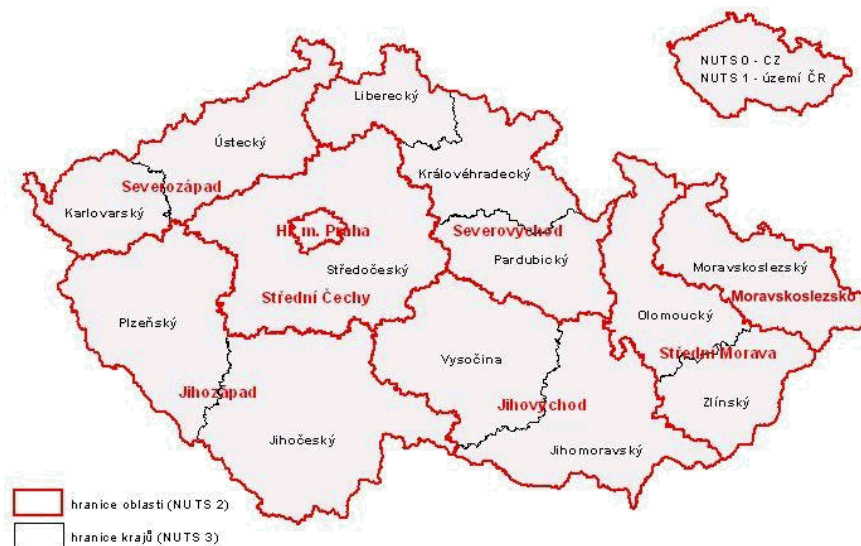 NUTS 0 - CZ
NUTS 1 - území ČR
Liberecký
Ústecký
Královéhradecký
Severozápad
Karlovarský
Hl. m. Praha
Severovýchod
Středočeský
Pardubický
Moravskoslezský
Střední Čechy
Moravskoslezsko
Plzeňský
Olomoucký
Vysočina
Střední Morava
Jihozápad
Jihovýchod
Zlínský
Jihočeský
Jihomoravský
hranice oblastí (NUTS 2)
hranice krajů (NUTS 3)